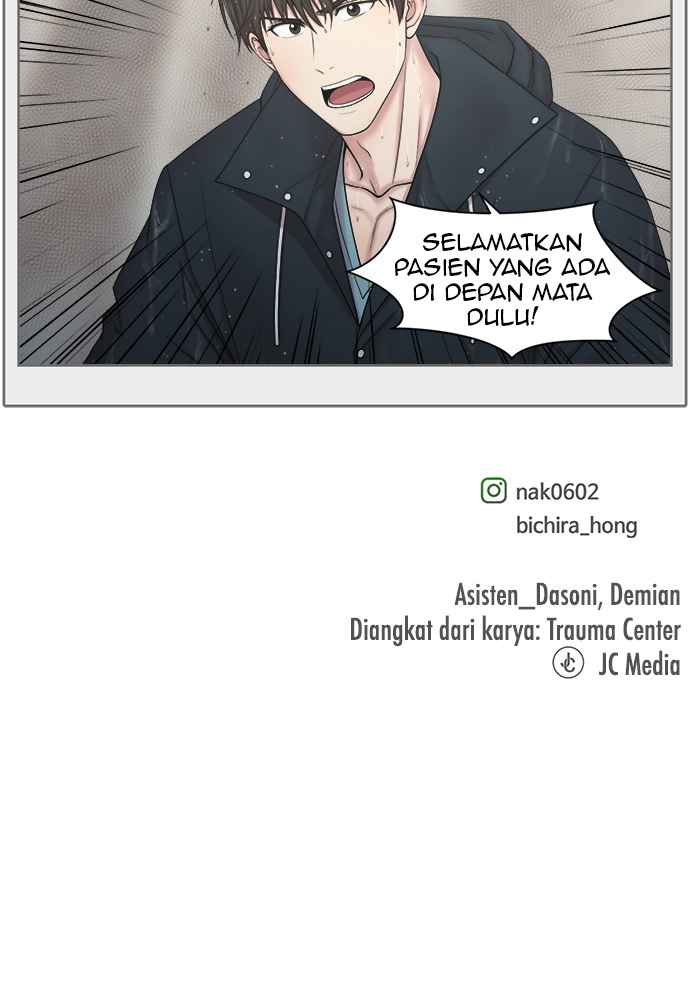 SELAMATKAN
PASIEN YANG ADA
DI DEPAN MATA
DULU!
nak0602
bichira_hong
Asisten_Dasoni, Demian
Diangkat dari karya: Trauma Center
JC JC Media